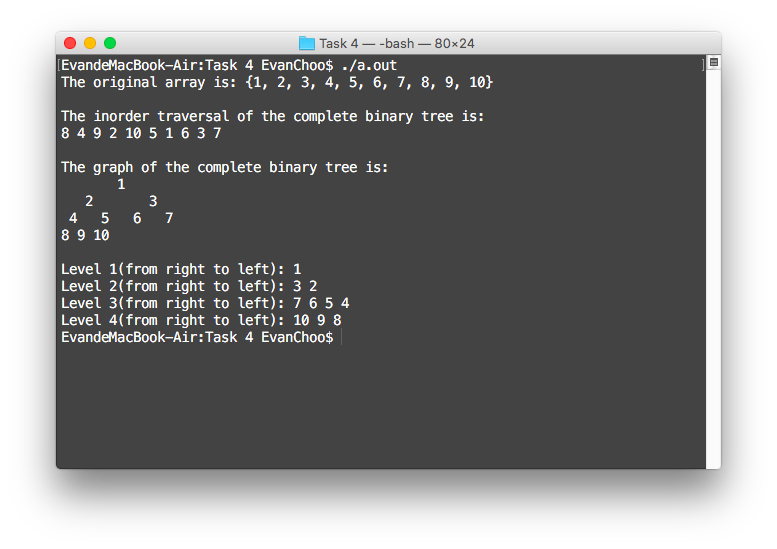 Task 4 — -bash — 80×24
[EvandeMacBook-Air:Task 4 EvanChoo$ ./a.out ]
The original array is: {1, 2, 3, 4, 5, 6, 7, 8, 9, 10}
The inorder traversal of the complete binary tree is:
8 4 9 2 10 5 1 6 3 7
The graph of the complete binary tree is:
       1
   2       3
 4   5   6   7
8 9 10
Level 1(from right to left): 1
Level 2(from right to left): 3 2
Level 3(from right to left): 7 6 5 4
Level 4(from right to left): 10 9 8
EvandeMacBook-Air:Task 4 EvanChoo$